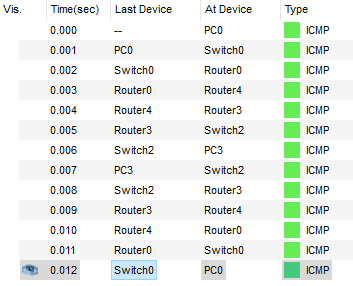 Vis. Time(sec) Last Device At Device Type
0.000 -- PC0 ICMP
0.001 PC0 Switch0 ICMP
0.002 Switch0 Router0 ICMP
0.003 Router0 Router4 ICMP
0.004 Router4 Router3 ICMP
0.005 Router3 Switch2 ICMP
0.006 Switch2 PC3 ICMP
0.007 PC3 Switch2 ICMP
0.008 Switch2 Router3 ICMP
0.009 Router3 Router4 ICMP
0.010 Router4 Router0 ICMP
0.011 Router0 Switch0 ICMP
0.012 Switch0 PC0 ICMP